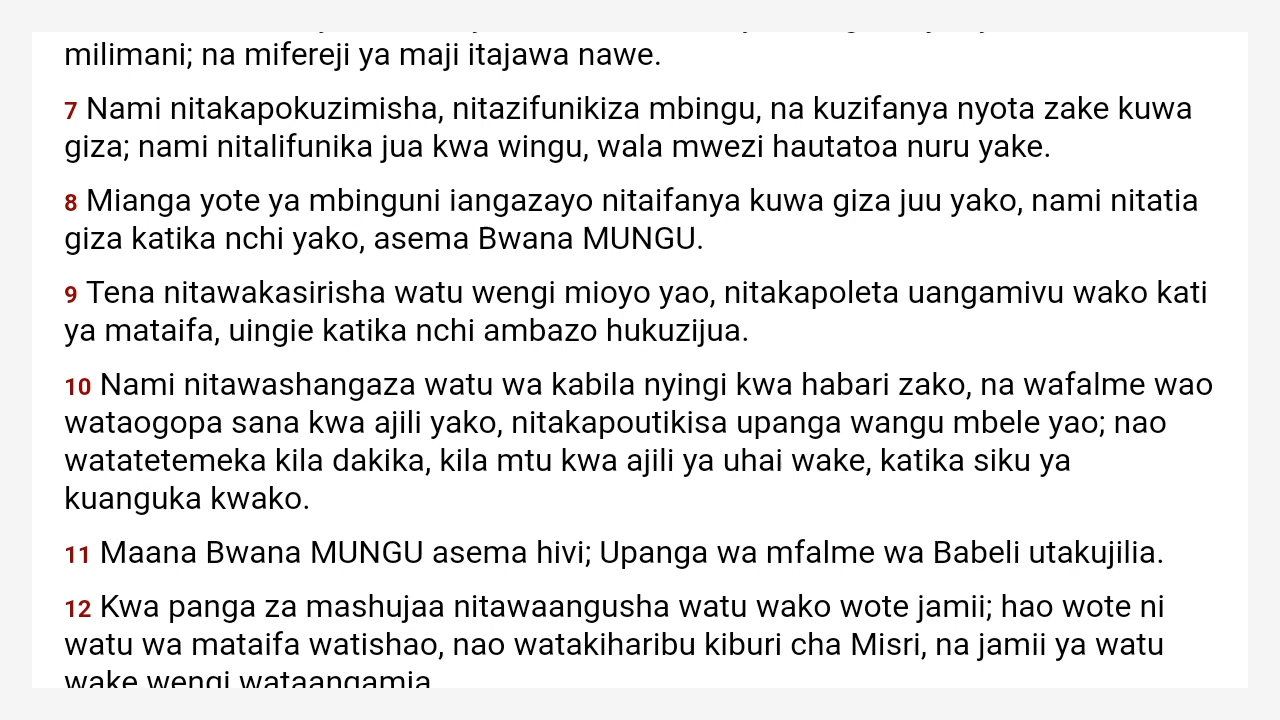 milimani; na mifereji ya maji itajawa nawe.
7 Nami nitakapokuzimisha, nitazifunikiza mbingu, na kuzifanya nyota zake kuwa
giza; nami nitalifunika jua kwa wingu, wala mwezi hautatoa nuru yake.
8 Mianga yote ya mbinguni iangazayo nitaifanya kuwa giza juu yako, nami nitatia
giza katika nchi yako, asema Bwana MUNGU.
9 Tena nitawakasirisha watu wengi mioyo yao, nitakapoleta uangamivu wako kati
ya mataifa, uingie katika nchi ambazo hukuzijua.
10 Nami nitawashangaza watu wa kabila nyingi kwa habari zako, na wafalme wao
wataogopa sana kwa ajili yako, nitakapoutikisa upanga wangu mbele yao; nao
watatetemeka kila dakika, kila mtu kwa ajili ya uhai wake, katika siku ya
kuanguka kwako.
11 Maana Bwana MUNGU asema hivi; Upanga wa mfalme wa Babeli utakujilia.
12 Kwa panga za mashujaa nitawaangusha watu wako wote jamii; hao wote ni
watu wa mataifa watishao, nao watakiharibu kiburi cha Misri, na jamii ya watu
wake wengi wataangamia